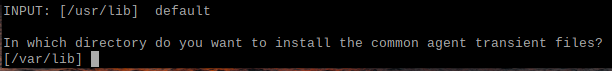 INPUT: [/usr/lib]  default
In which directory do you want to install the common agent transient files?
[/var/lib]